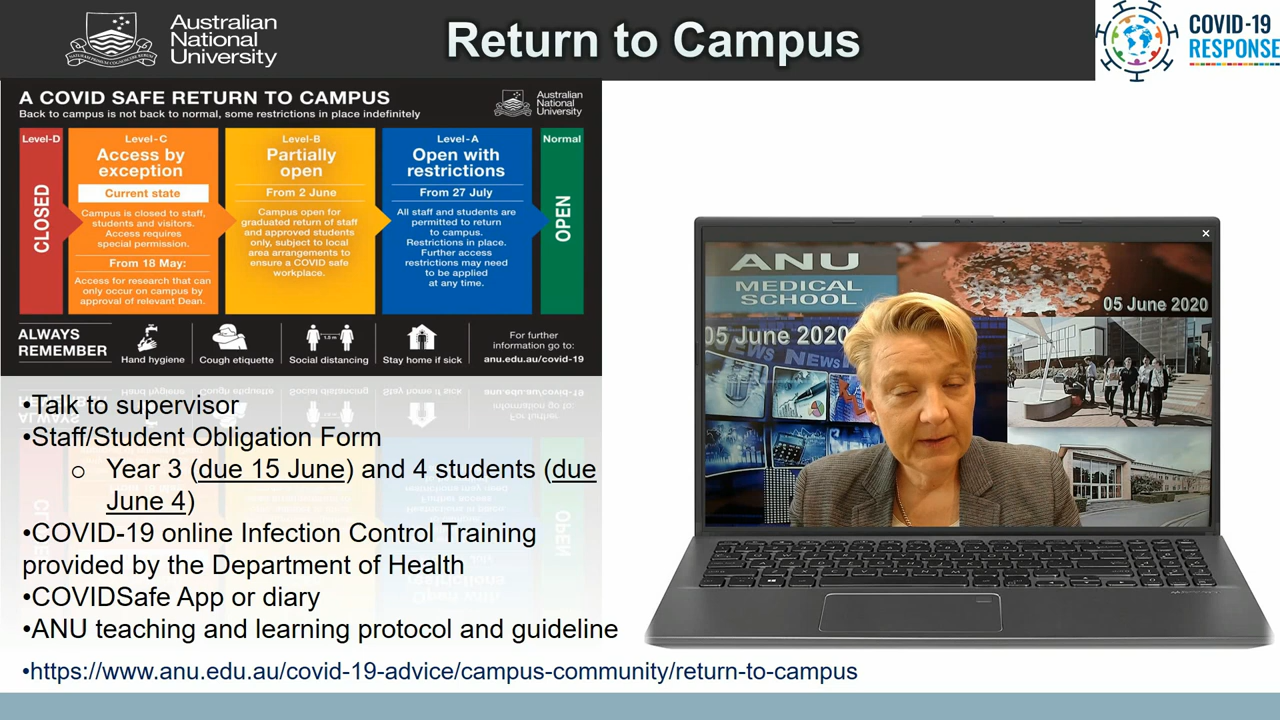 Australian
National
University
Return to Campus
COVID-19
RESPONSE
A COVID SAFE RETURN TO CAMPUS
Back to campus is not back to normal, some restrictions in place indefinitely
Australian
National
University
Level-D
CLOSED
Level-C
Access by
exception
Current state
Campus is closed to staff,
students and visitors.
Access requires
special permission.
From 18 May:
Access for research that can
only occur on campus by
approval of relevant Dean.
Level-B
Partially
open
From 2 June
Campus open for
graduated return of staff
and approved students
only, subject to local
area arrangements to
ensure a COVID safe
workplace.
Level-A
Open with
restrictions
From 27 July
All staff and students are
permitted to return
to campus.
Restrictions in place.
Further access
restrictions may need
to be applied
at any time.
Normal
OPEN
ALWAYS
REMEMBER
Hand hygiene
Cough etiquette
1.5 m
Social distancing
Stay home if sick
For further
information go to:
anu.edu.au/covid-19
•Talk to supervisor
•Staff/Student Obligation Form
o Year 3 (due 15 June) and 4 students (due
June 4)
•COVID-19 online Infection Control Training
provided by the Department of Health
•COVIDSafe App or diary
•ANU teaching and learning protocol and guideline
•https://www.anu.edu.au/covid-19-advice/campus-community/return-to-campus
ANU
MEDICAL
SCHOOL
05 June 2020
05 June 2020
News News